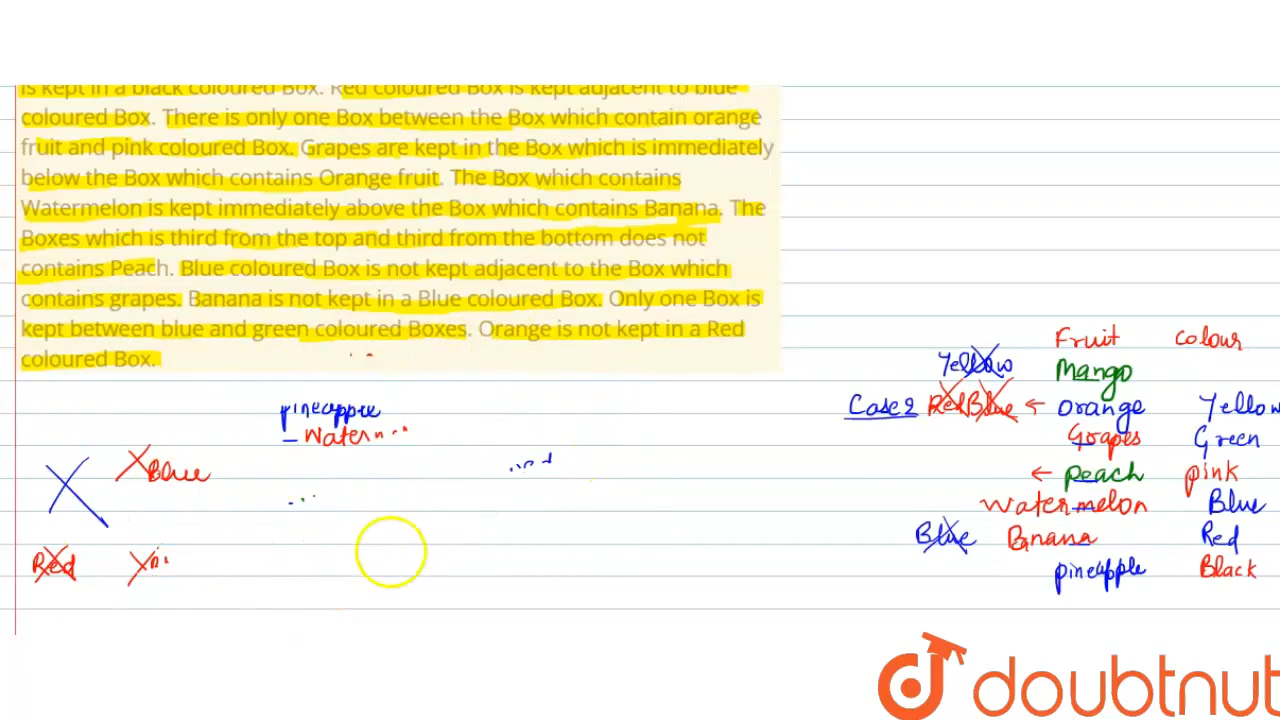 is kept in a black coloured Box. Red coloured Box is kept adjacent to blue
coloured Box. There is only one Box between the Box which contain orange
fruit and pink coloured Box. Grapes are kept in the Box which is immediately
below the Box which contains Orange fruit. The Box which contains
Watermelon is kept immediately above the Box which contains Banana. The
Boxes which is third from the top and third from the bottom does not
contains Peach. Blue coloured Box is not kept adjacent to the Box which
contains grapes. Banana is not kept in a Blue coloured Box. Only one Box is
kept between blue and green coloured Boxes. Orange is not kept in a Red
coloured Box.
Fruit colour
Yellow Mango
Case 2 Red Blue ← orange Yellow
Grapes Green
← peach pink
Watermelon Blue
Blue Banana Red
pineapple Black
pineapple
Water
Blue
Red
doubtnut